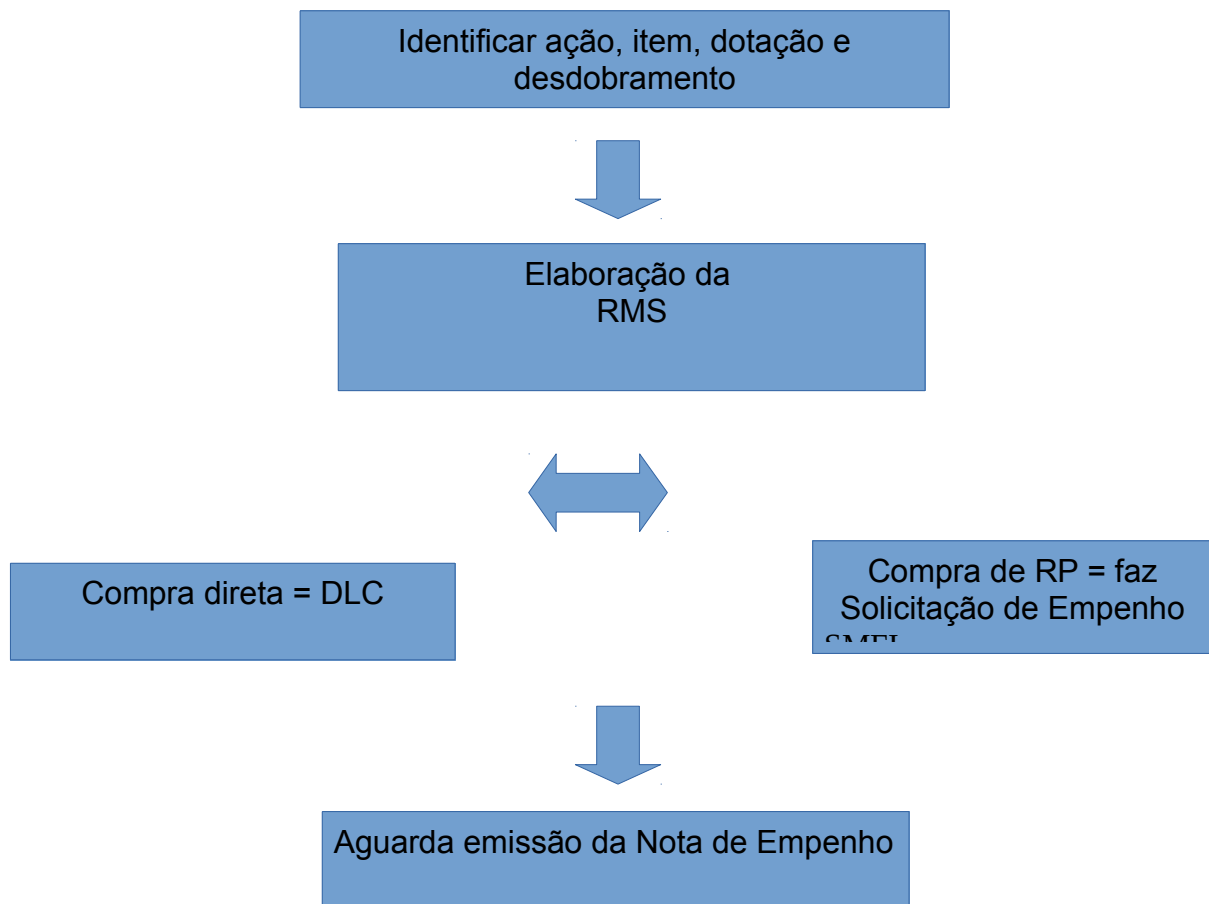 Identificar ação, item, dotação e
desdobramento
Elaboração da
RMS
Compra direta = DLC
Compra de RP = faz
Solicitação de Empenho
Aguarda emissão da Nota de Empenho